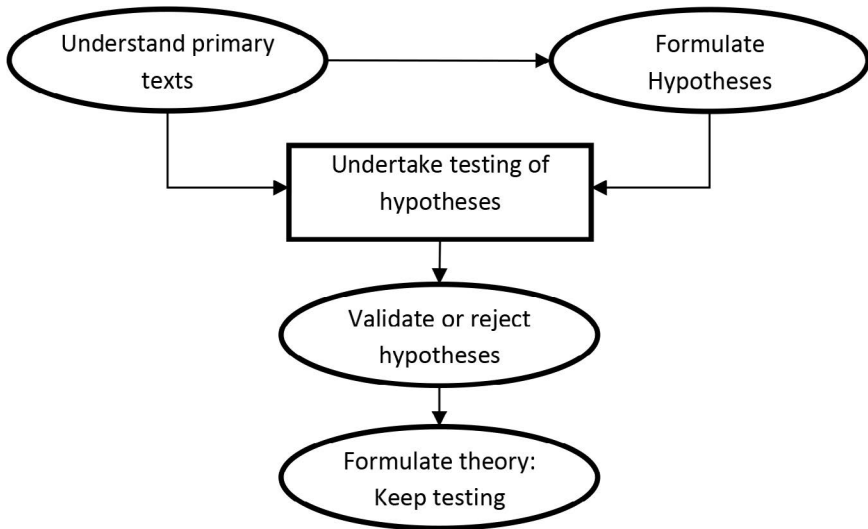 Understand primary
texts
Formulate
Hypotheses
Undertake testing of
hypotheses
Validate or reject
hypotheses
Formulate theory:
Keep testing